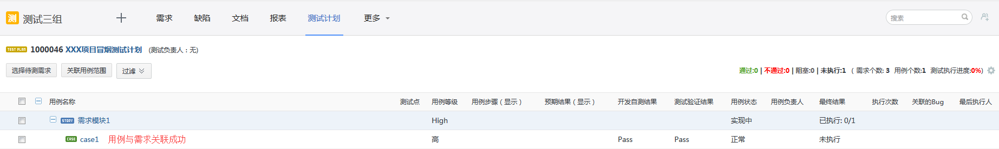 测 测试三组 需求 缺陷 文档 报表 测试计划 更多 搜索
TEST PLAN 1000046 XXX项目冒烟测试计划 (测试负责人：无)
选择待测需求 关联用例范围 过滤 通过:0 | 不通过:0 | 阻塞:0 | 未执行:1 ( 需求个数: 3 用例个数:1 测试执行进度:0%)
用例名称 测试点 用例等级 用例步骤（显示） 预期结果（显示） 开发自测结果 测试验证结果 用例状态 用例负责人 最终结果 执行次数 关联的Bug 最后执行人
STORY 需求模块1 High 实现中 已执行: 0/1
CASE case1 用例与需求关联成功 高 Pass Pass 正常 未执行